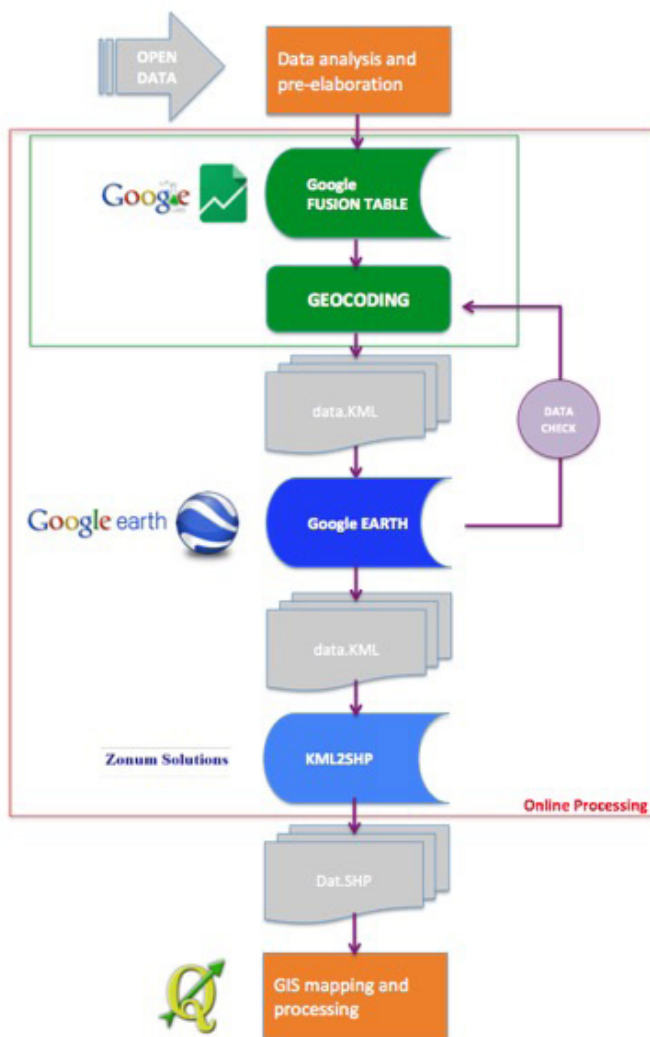 OPEN
DATA
Data analysis and
pre-elaboration
Google
Google
FUSION TABLE
GEOCODING
data.KML
DATA
CHECK
Google earth
Google EARTH
data.KML
Zonum Solutions
KML2SHP
Online Processing
Dat.SHP
Q
GIS mapping and
processing